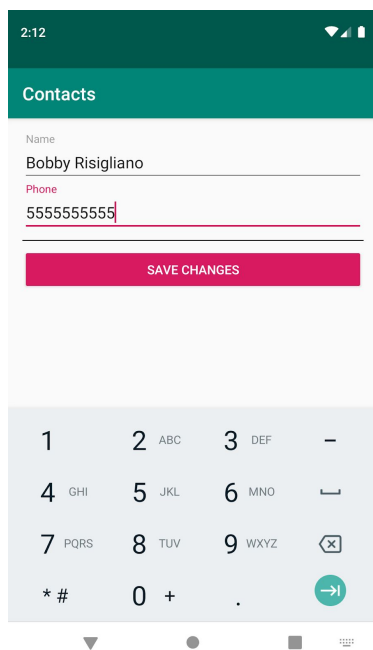 2:12
Contacts
Name
Bobby Risigliano
Phone
5555555555
SAVE CHANGES
1 2 ABC 3 DEF –
4 GHI 5 JKL 6 MNO
7 PQRS 8 TUV 9 WXYZ
* # 0 + .